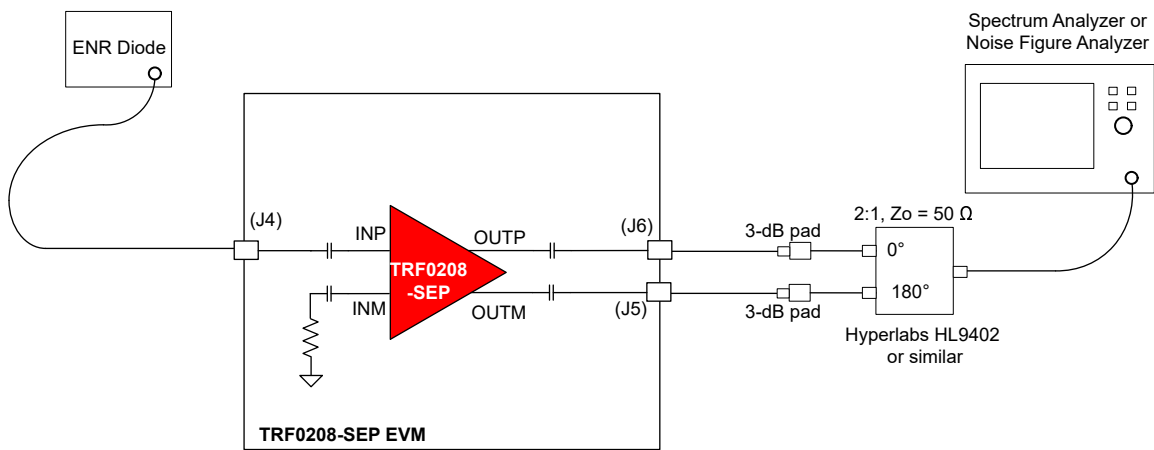 Spectrum Analyzer or
Noise Figure Analyzer
ENR Diode
(J4)
INP
INM
TRF0208
-SEP
OUTP
OUTM
(J6)
(J5)
3-dB pad
3-dB pad
2:1, Zo = 50 Ω
0°
180°
Hyperlabs HL9402
or similar
TRF0208-SEP EVM